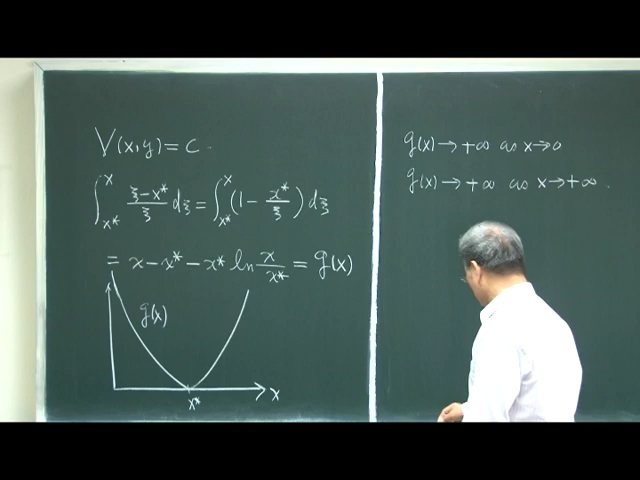 V(x,y) = c.
∫_{x*}^{x} (ξ-x*)/ξ dξ = ∫_{x*}^{x} (1 - x*/ξ) dξ
= x - x* - x* ln x/x* = g(x)
g(x)
x
x*
g(x) → +∞ as x→0
g(x) → +∞ as x→+∞.